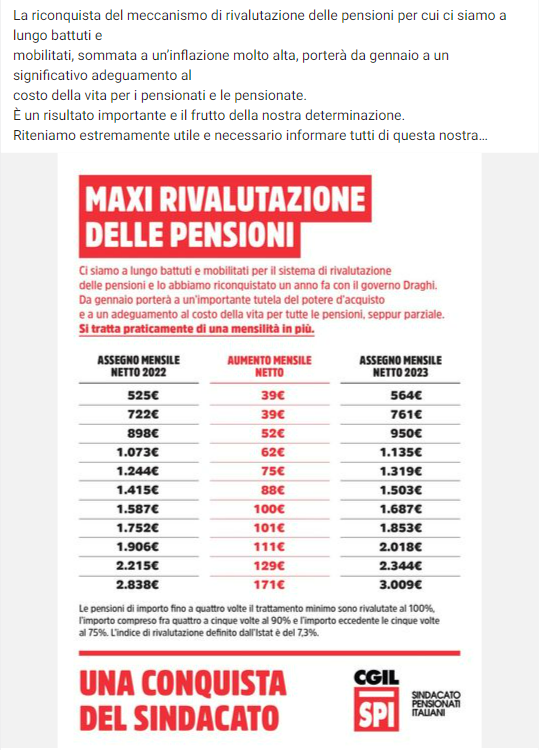 La riconquista del meccanismo di rivalutazione delle pensioni per cui ci siamo a
lungo battuti e
mobilitati, sommata a un'inflazione molto alta, porterà da gennaio a un
significativo adeguamento al
costo della vita per i pensionati e le pensionate.
È un risultato importante e il frutto della nostra determinazione.
Riteniamo estremamente utile e necessario informare tutti di questa nostra...
MAXI RIVALUTAZIONE
DELLE PENSIONI
Ci siamo a lungo battuti e mobilitati per il sistema di rivalutazione
delle pensioni e lo abbiamo riconquistato un anno fa con il governo Draghi.
Da gennaio porterà a un'importante tutela del potere d'acquisto
e a un adeguamento al costo della vita per tutte le pensioni, seppur parziale.
Si tratta praticamente di una mensilità in più.
ASSEGNO MENSILE NETTO 2022 AUMENTO MENSILE NETTO ASSEGNO MENSILE NETTO 2023
525€ 39€ 564€
722€ 39€ 761€
898€ 52€ 950€
1.073€ 62€ 1.135€
1.244€ 75€ 1.319€
1.415€ 88€ 1.503€
1.587€ 100€ 1.687€
1.752€ 101€ 1.853€
1.906€ 111€ 2.018€
2.215€ 129€ 2.344€
2.838€ 171€ 3.009€
Le pensioni di importo fino a quattro volte il trattamento minimo sono rivalutate al 100%,
l'importo compreso fra quattro a cinque volte al 90% e l'importo eccedente le cinque volte
al 75%. L'indice di rivalutazione definito dall'Istat è del 7,3%.
UNA CONQUISTA
DEL SINDACATO
CGIL
SPI
SINDACATO
PENSIONATI
ITALIANI